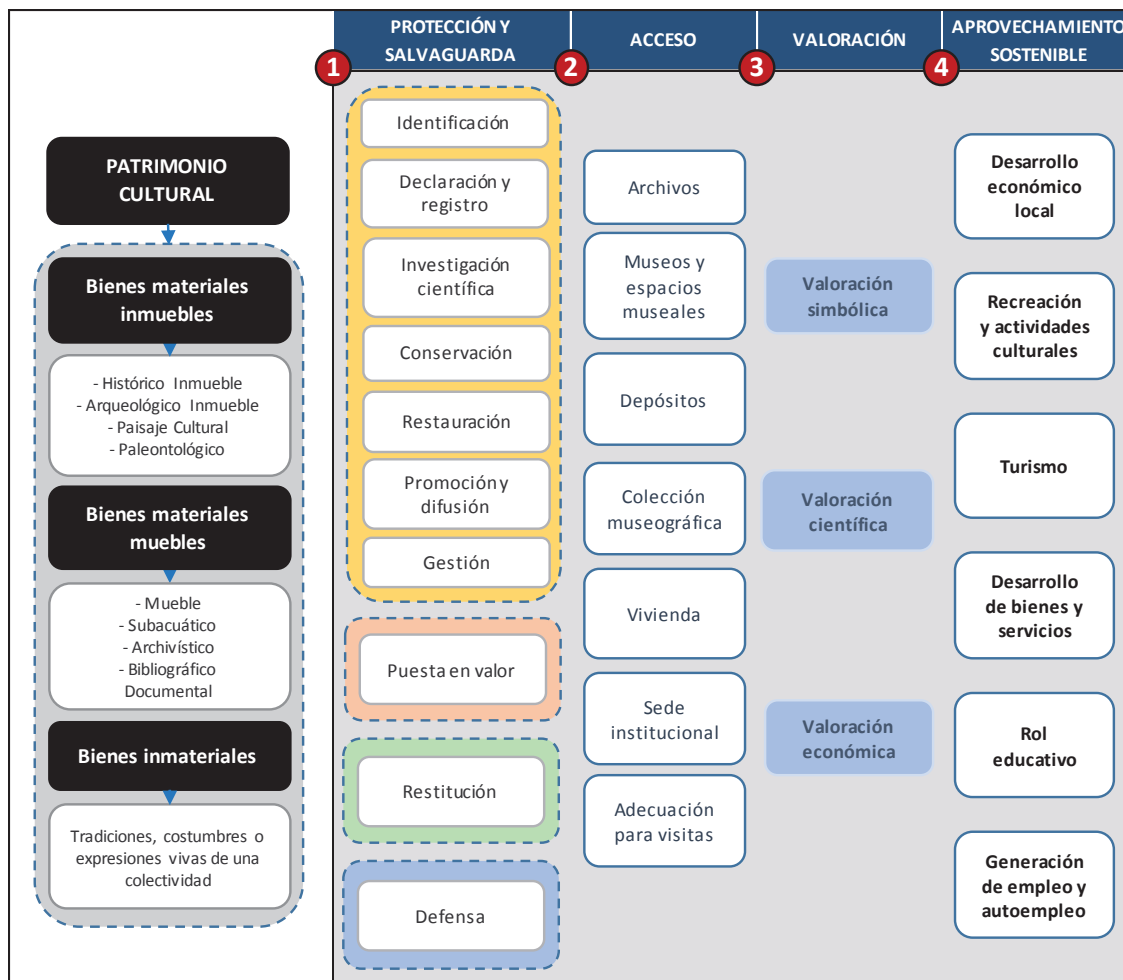 PATRIMONIO
CULTURAL
Bienes materiales
inmuebles
- Histórico Inmueble
- Arqueológico Inmueble
- Paisaje Cultural
- Paleontológico
Bienes materiales
muebles
- Mueble
- Subacuático
- Archivístico
- Bibliográfico
Documental
Bienes inmateriales
Tradiciones, costumbres o
expresiones vivas de una
colectividad
1
PROTECCIÓN Y
SALVAGUARDA
Identificación
Declaración y
registro
Investigación
científica
Conservación
Restauración
Promoción y
difusión
Gestión
Puesta en valor
Restitución
Defensa
2
ACCESO
Archivos
Museos y
espacios
museales
Depósitos
Colección
museográfica
Vivienda
Sede
institucional
Adecuación
para visitas
3
VALORACIÓN
Valoración
simbólica
Valoración
científica
Valoración
económica
4
APROVECHAMIENTO
SOSTENIBLE
Desarrollo
económico
local
Recreación
y actividades
culturales
Turismo
Desarrollo
de bienes y
servicios
Rol
educativo
Generación
de empleo y
autoempleo